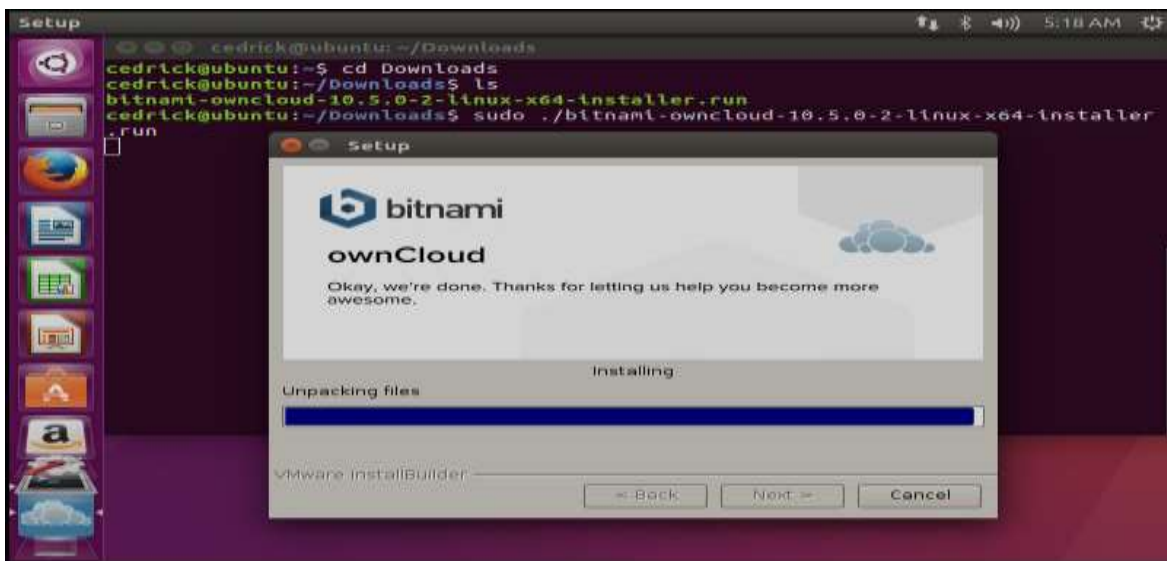 Setup
5:18 AM
cedrick@ubuntu: ~/Downloads
cedrick@ubuntu:~$ cd Downloads
cedrick@ubuntu:~/Downloads$ ls
bitnami-owncloud-10.5.0-2-linux-x64-installer.run
cedrick@ubuntu:~/Downloads$ sudo ./bitnami-owncloud-10.5.0-2-linux-x64-installer
.run
Setup
bitnami
ownCloud
Okay, we're done. Thanks for letting us help you become more
awesome.
Installing
Unpacking files
VMware InstallBuilder
< Back
Next >
Cancel
a